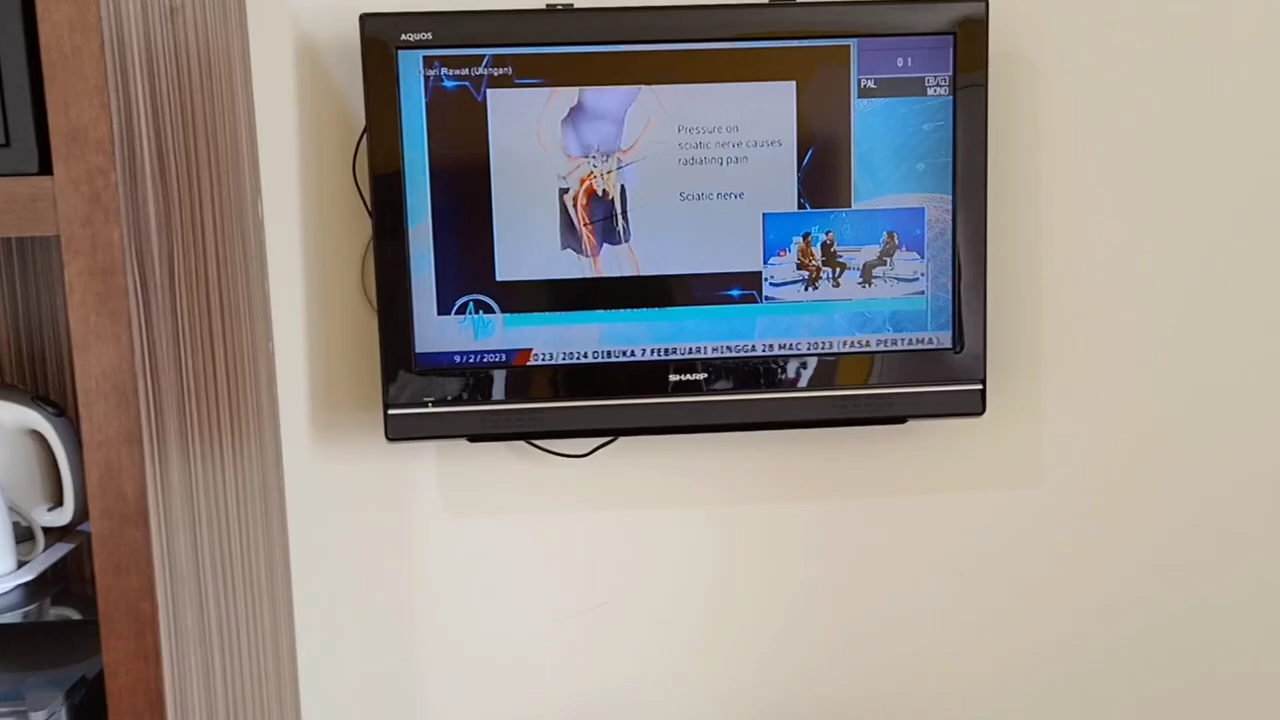 AQUOS
Rawat (Ulangan)
01
PAL
[B/G]
MONO
Pressure on
sciatic nerve causes
radiating pain
Sciatic nerve
9/2/2023
023/2024 DIBUKA 7 FEBRUARI HINGGA 28 MAC 2023 (FASA PERTAMA).
SHARP